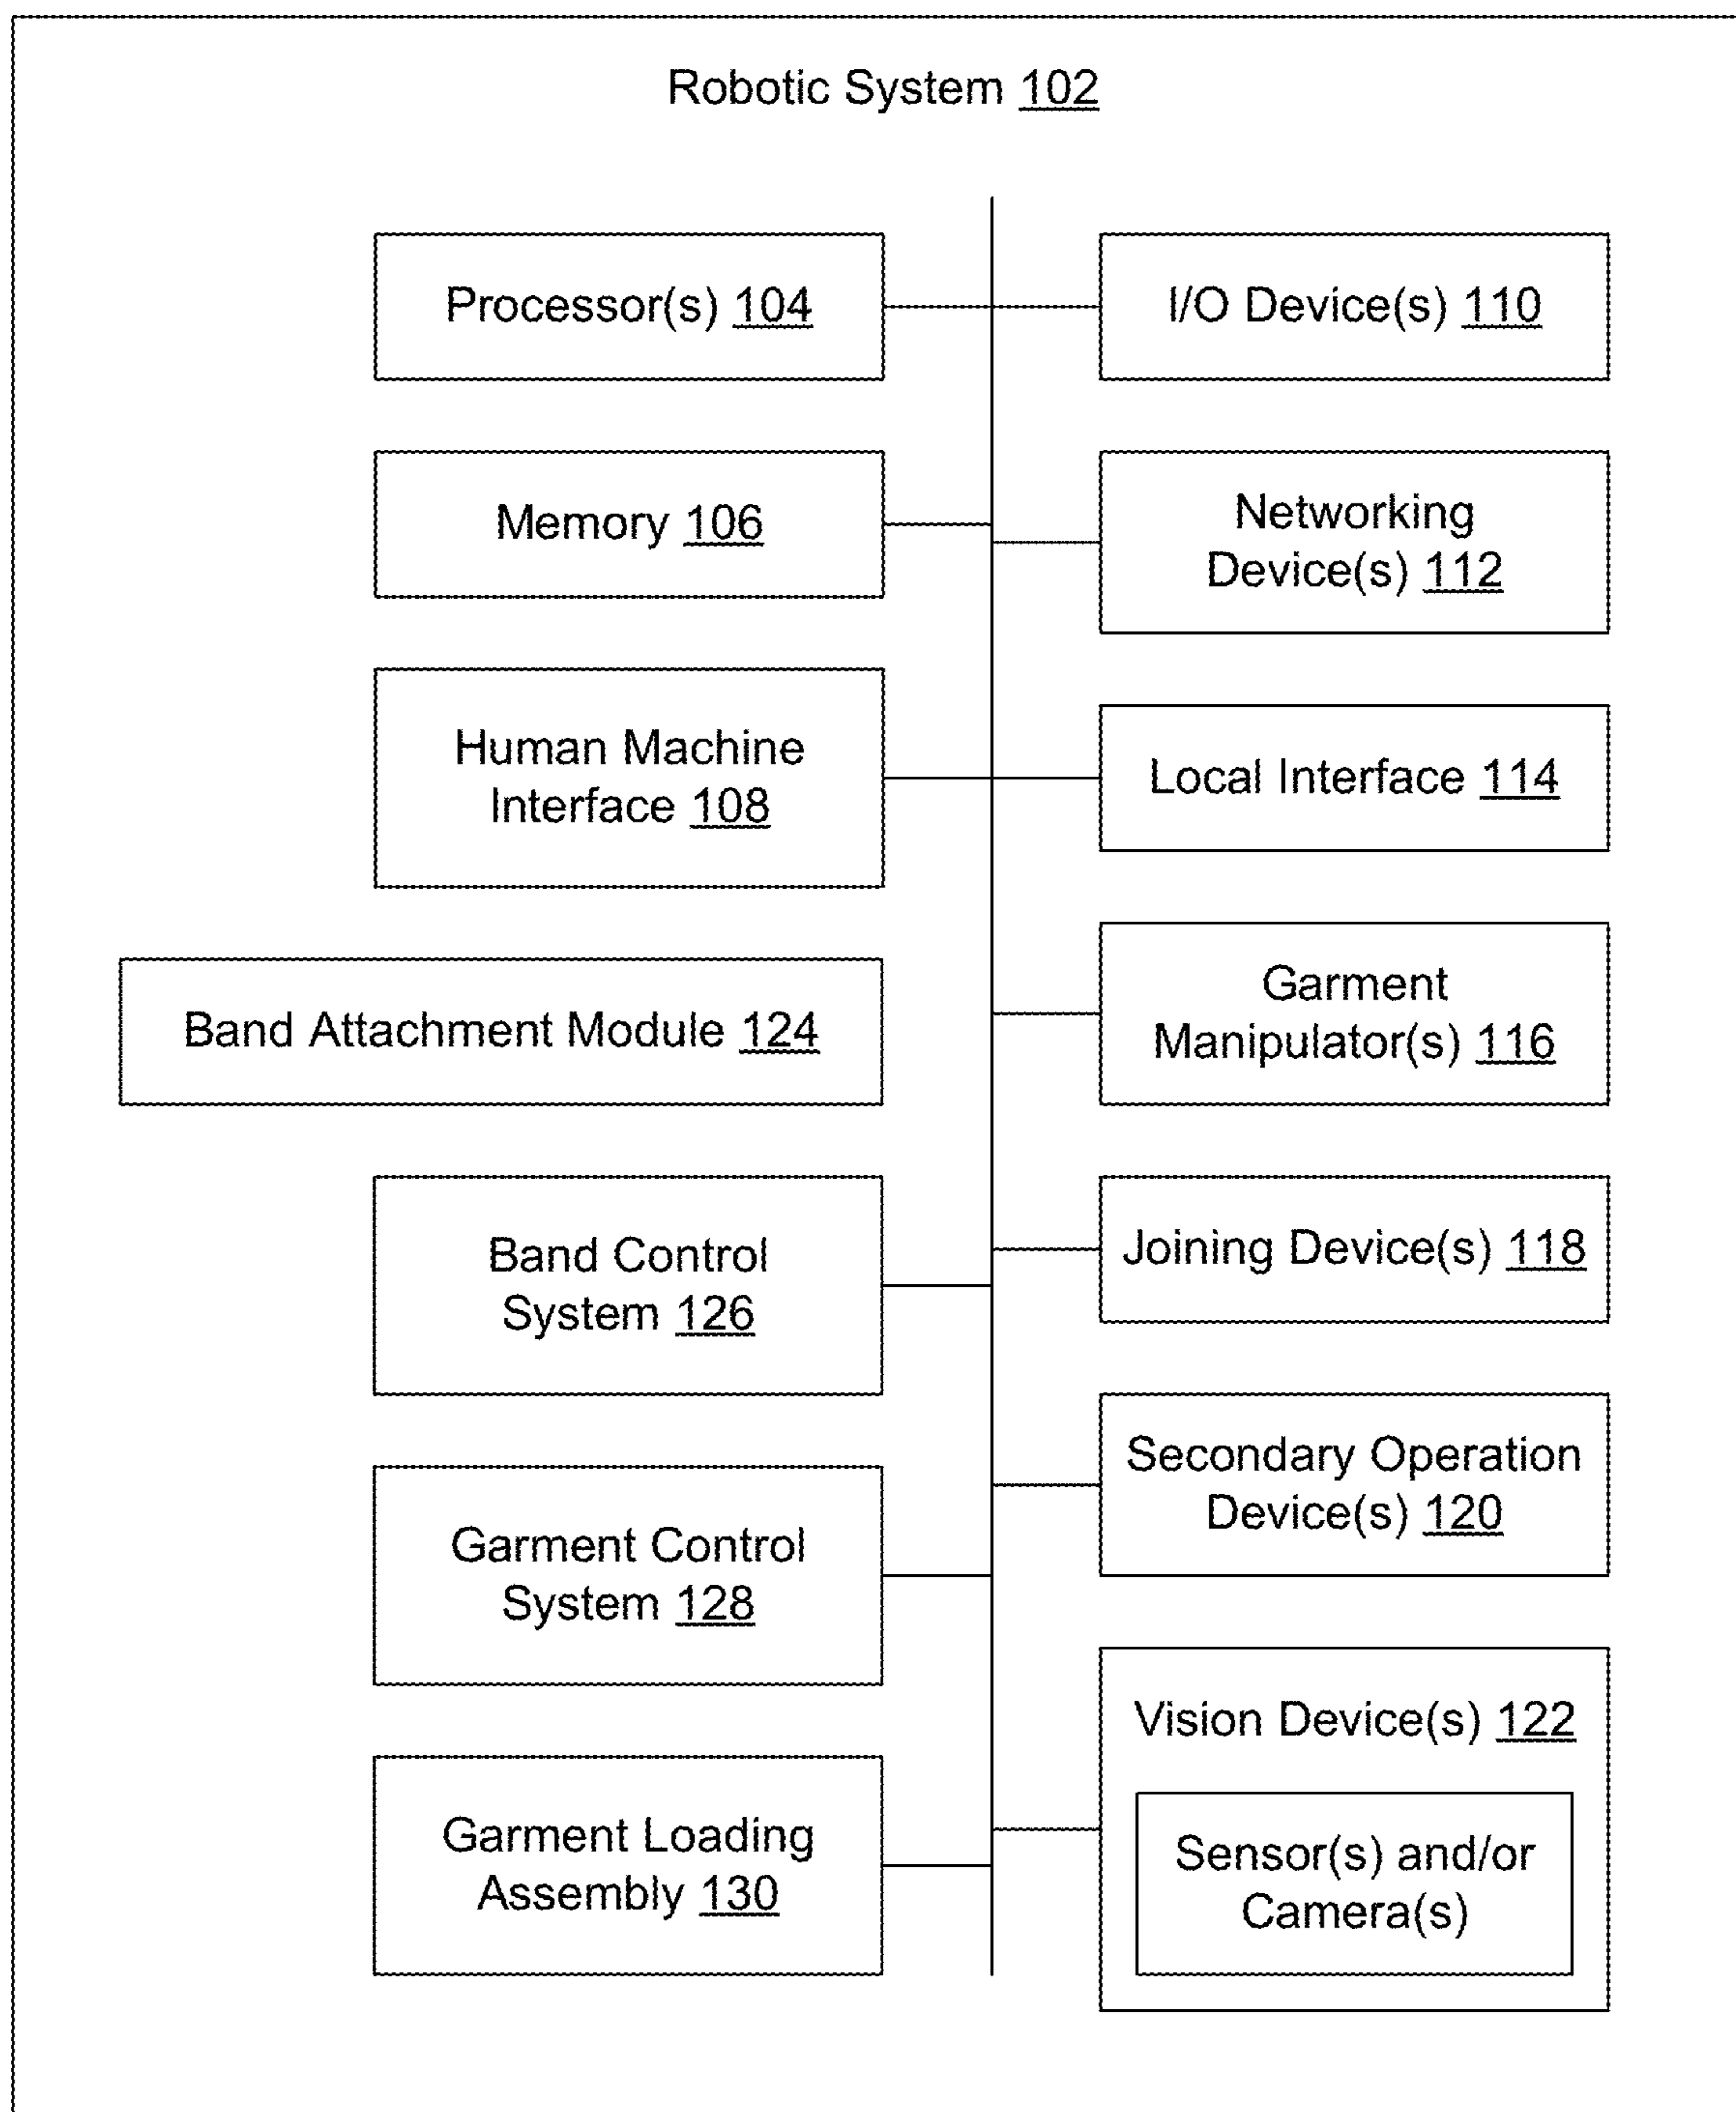 Robotic System 102
Processor(s) 104
I/O Device(s) 110
Memory 106
Networking
Device(s) 112
Human Machine
Interface 108
Local Interface 114
Band Attachment Module 124
Garment
Manipulator(s) 116
Band Control
System 126
Joining Device(s) 118
Garment Control
System 128
Secondary Operation
Device(s) 120
Garment Loading
Assembly 130
Vision Device(s) 122
Sensor(s) and/or
Camera(s)